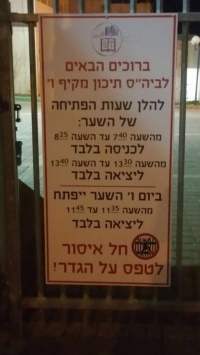 ברוכים הבאים
לביה"ס תיכון מקיף ו'
להלן שעות הפתיחה
של השער:
מהשעה 7:40 עד השעה 8:25
לכניסה בלבד
מהשעה 13:30 עד השעה 13:40
ליציאה בלבד
ביום ו' השער ייפתח
מהשעה 11:35 עד 11:45
ליציאה בלבד
חל איסור
לטפס על הגדר!